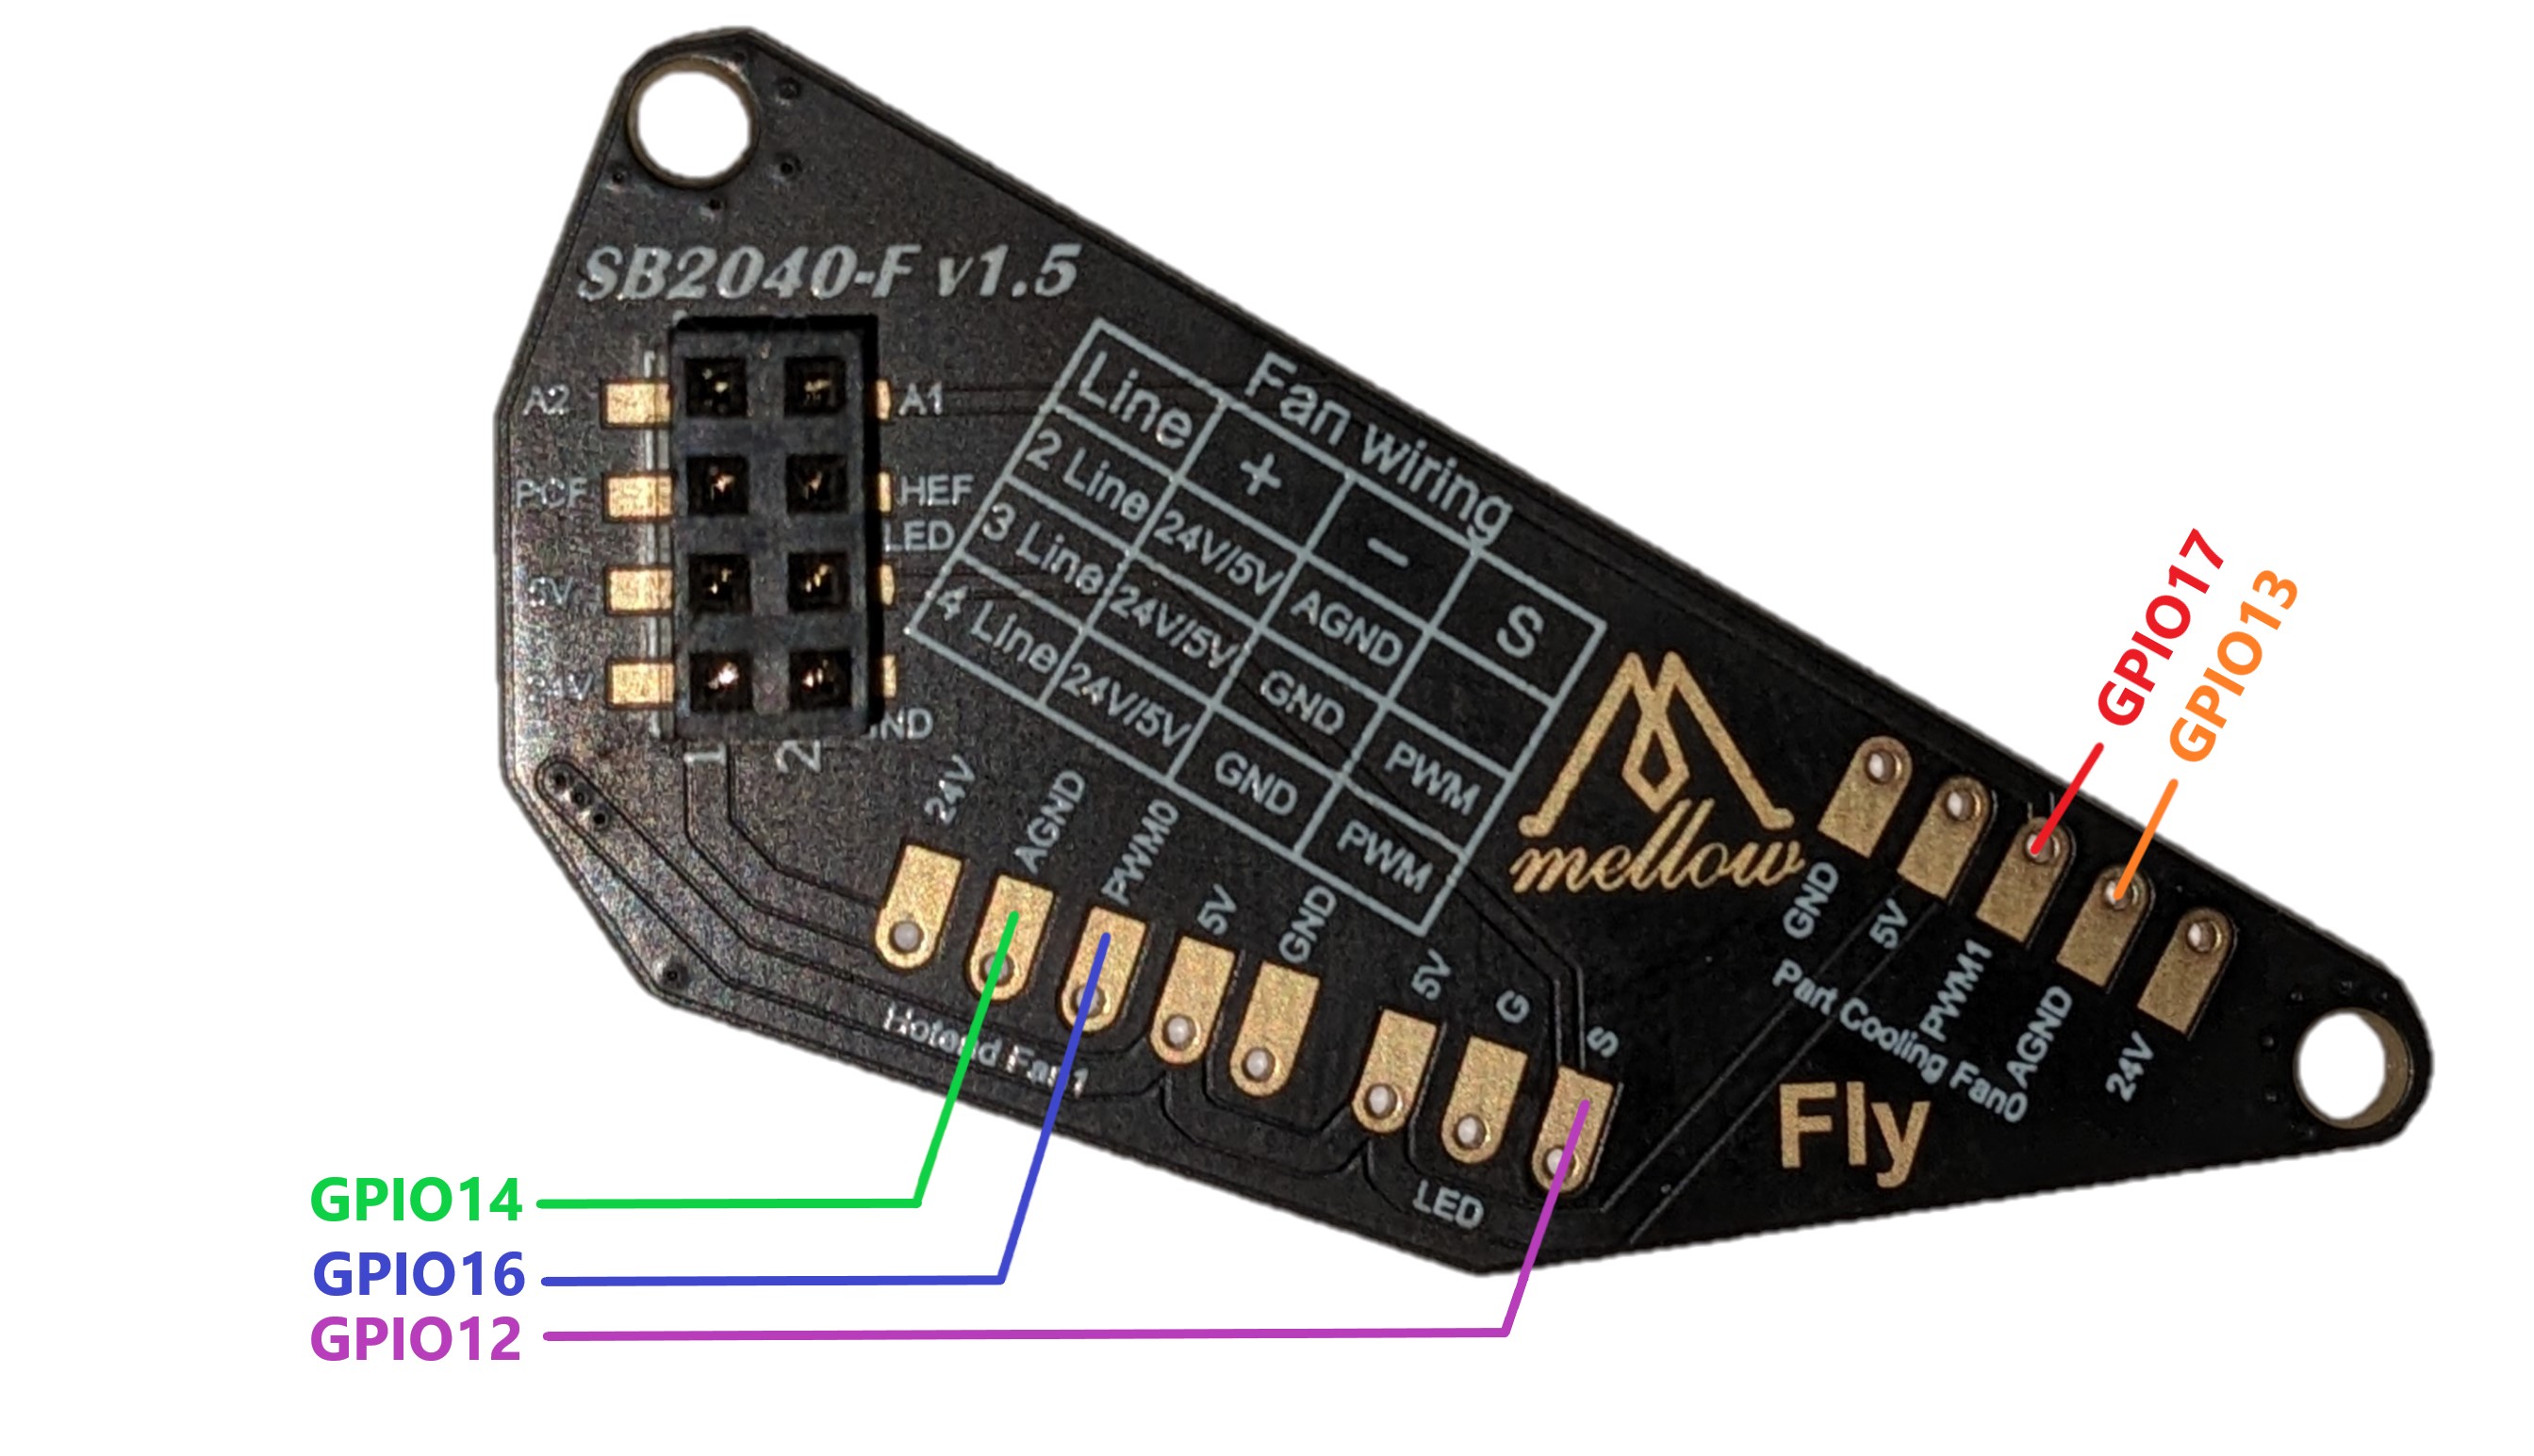 SB2040-F v1.5
A2
A1
PCF
HEF
LED
5V
24V
1
2
Fan wiring
Line + - S
2 Line 24V/5V AGND
3 Line 24V/5V GND PWM
4 Line 24V/5V GND PWM
24V
AGND
PWM0
5V
GND
Hotend Fan1
5V
G
S
LED
mellow
Fly
GND
5V
PWM1
AGND
24V
Part Cooling Fan0
GPIO17
GPIO13
GPIO14
GPIO16
GPIO12